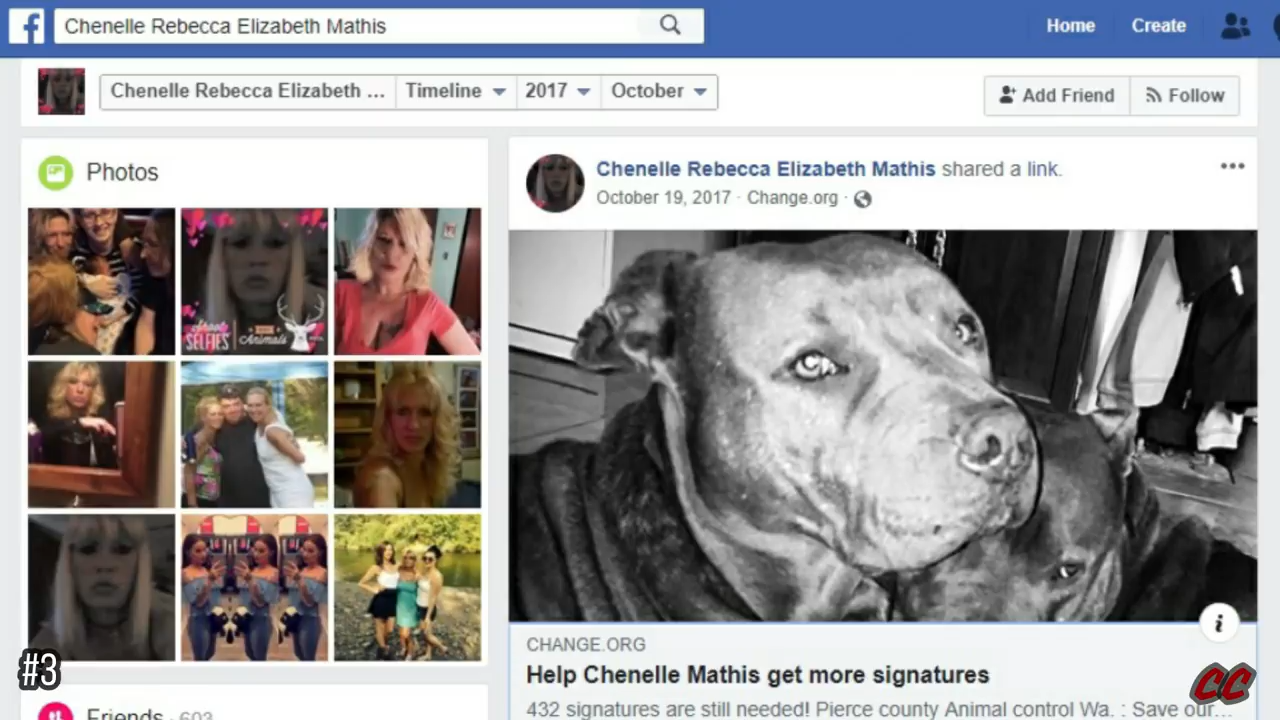 Chenelle Rebecca Elizabeth Mathis
Home
Create
Chenelle Rebecca Elizabeth ...
Timeline
2017
October
Add Friend
Follow
Photos
SELFIES
Animals
Chenelle Rebecca Elizabeth Mathis shared a link.
October 19, 2017 · Change.org ·
i
CHANGE.ORG
Help Chenelle Mathis get more signatures
432 signatures are still needed! Pierce county Animal control Wa. : Save our...
Friends · 603
#3
CC